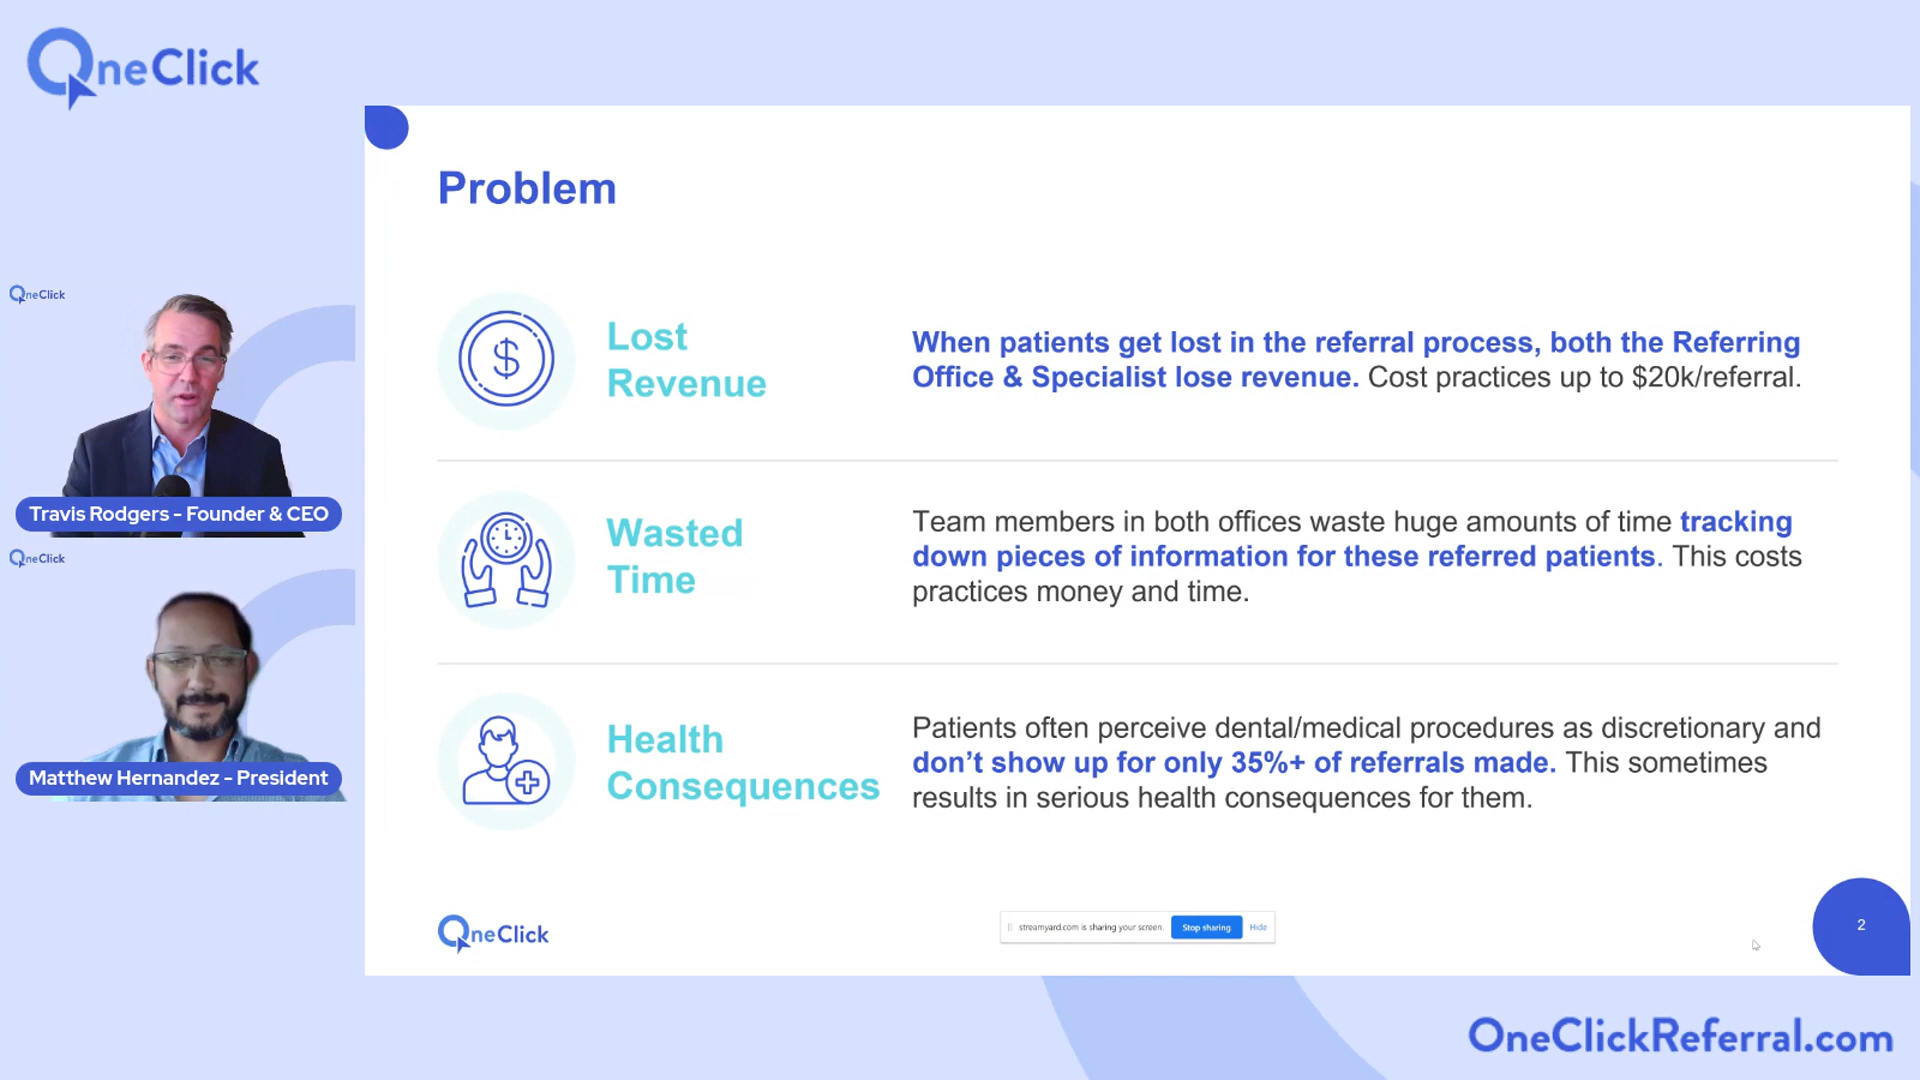 OneClick
Problem
Lost
Revenue
When patients get lost in the referral process, both the Referring
Office & Specialist lose revenue. Cost practices up to $20k/referral.
Wasted
Time
Team members in both offices waste huge amounts of time tracking
down pieces of information for these referred patients. This costs
practices money and time.
Health
Consequences
Patients often perceive dental/medical procedures as discretionary and
don’t show up for only 35%+ of referrals made. This sometimes
results in serious health consequences for them.
OneClick
streamyard.com is sharing your screen.
Stop sharing
Hide
2
OneClick
Travis Rodgers - Founder & CEO
OneClick
Matthew Hernandez - President
OneClickReferral.com